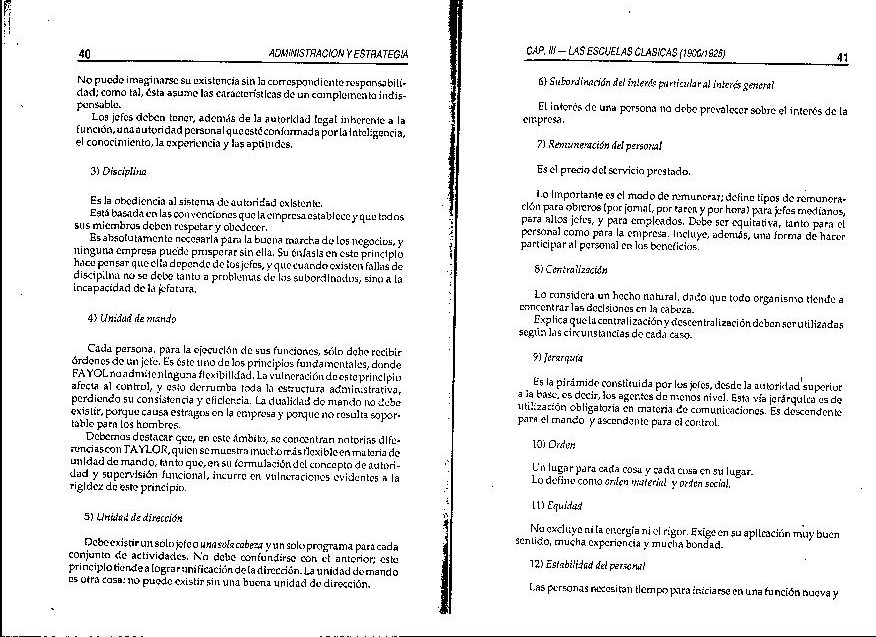 40 ADMINISTRACION Y ESTRATEGIA
No puede imaginarse su existencia sin la correspondiente responsabili-
dad; como tal, ésta asume las características de un complemento indis-
pensable.
Los jefes deben tener, además de la autoridad legal inherente a la
función, una autoridad personal que esté conformada por la inteligencia,
el conocimiento, la experiencia y las aptitudes.
3) Disciplina
Es la obediencia al sistema de autoridad existente.
Está basada en las convenciones que la empresa establece y que todos
sus miembros deben respetar y obedecer.
Es absolutamente necesaria para la buena marcha de los negocios, y
ninguna empresa puede prosperar sin ella. Su énfasis en este principio
hace pensar que ella depende de los jefes, y que cuando existen fallas de
disciplina no se debe tanto a problemas de los subordinados, sino a la
incapacidad de la jefatura.
4) Unidad de mando
Cada persona, para la ejecución de sus funciones, sólo debe recibir
órdenes de un jefe. Es éste uno de los principios fundamentales, donde
FAYOL no admite ninguna flexibilidad. La vulneración de este principio
afecta al control, y esto derrumba toda la estructura administrativa,
perdiendo su consistencia y eficiencia. La dualidad de mando no debe
existir, porque causa estragos en la empresa y porque no resulta sopor-
table para los hombres.
Debemos destacar que, en este ámbito, se concentran notorias dife-
rencias con TAYLOR, quien se muestra mucho más flexible en materia de
unidad de mando, tanto que, en su formulación del concepto de autori-
dad y supervisión funcional, incurre en vulneraciones evidentes a la
rigidez de este principio.
5) Unidad de dirección
Debe existir un solo jefe o una sola cabeza y un solo programa para cada
conjunto de actividades. No debe confundirse con el anterior; este
principio tiende a lograr unificación de la dirección. La unidad de mando
es otra cosa: no puede existir sin una buena unidad de dirección.
CAP. III — LAS ESCUELAS CLASICAS (1900/1925) 41
6) Subordinación del interés particular al interés general
El interés de una persona no debe prevalecer sobre el interés de la
empresa.
7) Remuneración del personal
Es el precio del servicio prestado.
Lo importante es el modo de remunerar; define tipos de remunera-
ción para obreros (por jornal, por tarea y por hora) para jefes medianos,
para altos jefes, y para empleados. Debe ser equitativa, tanto para el
personal como para la empresa. Incluye, además, una forma de hacer
participar al personal en los beneficios.
8) Centralización
Lo considera un hecho natural, dado que todo organismo tiende a
concentrar las decisiones en la cabeza.
Explica que la centralización y descentralización deben ser utilizadas
según las circunstancias de cada caso.
9) Jerarquía
Es la pirámide constituida por los jefes, desde la autoridad superior
a la base, es decir, los agentes de menos nivel. Esta vía jerárquica es de
utilización obligatoria en materia de comunicaciones. Es descendente
para el mando y ascendente para el control.
10) Orden
Un lugar para cada cosa y cada cosa en su lugar.
Lo define como orden material y orden social.
11) Equidad
No excluye ni la energía ni el rigor. Exige en su aplicación muy buen
sentido, mucha experiencia y mucha bondad.
12) Estabilidad del personal
Las personas necesitan tiempo para iniciarse en una función nueva y